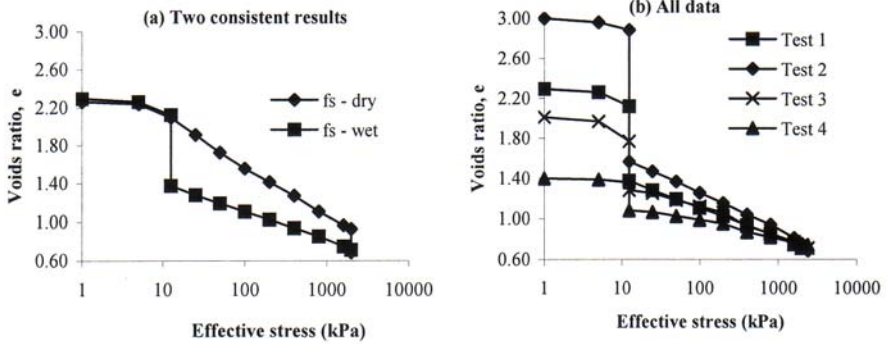 (a) Two consistent results
3.00
2.60
2.20
1.80
1.40
1.00
0.60
Voids ratio, e
fs - dry
fs - wet
1
10
100
1000
10000
Effective stress (kPa)
(b) All data
3.00
2.60
2.20
1.80
1.40
1.00
0.60
Voids ratio, e
Test 1
Test 2
Test 3
Test 4
1
10
100
1000
10000
Effective stress (kPa)